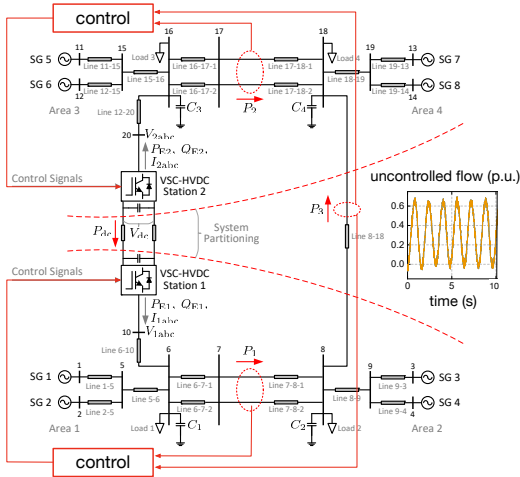 control
16
17
18
11
15
Load 3
Load 4
19
13
SG 5
Line 11-15
Line 16-17-1
Line 17-18-1
Line 19-13
SG 7
Line 15-16
Line 18-19
SG 6
Line 12-15
Line 16-17-2
Line 17-18-2
Line 19-14
SG 8
12
14
Area 3
C3
P2
C4
Area 4
Line 12-20
20
V2abc
PE2, QE2,
I2abc
Control Signals
VSC-HVDC
Station 2
uncontrolled flow (p.u.)
0.6
0.4
0.2
0.0
0
5
10
time (s)
P3
Pdc
Vdc
System
Partitioning
Line 8-18
Control Signals
VSC-HVDC
Station 1
PE1, QE1,
I1abc
10
V1abc
Line 6-10
6
7
P1
8
1
5
9
3
SG 1
Line 1-5
Line 6-7-1
Line 7-8-1
Line 9-3
SG 3
Line 5-6
Line 8-9
SG 2
Line 2-5
Line 6-7-2
Line 7-8-2
Line 9-4
SG 4
2
4
Area 1
Load 1
C1
C2
Load 2
Area 2
control